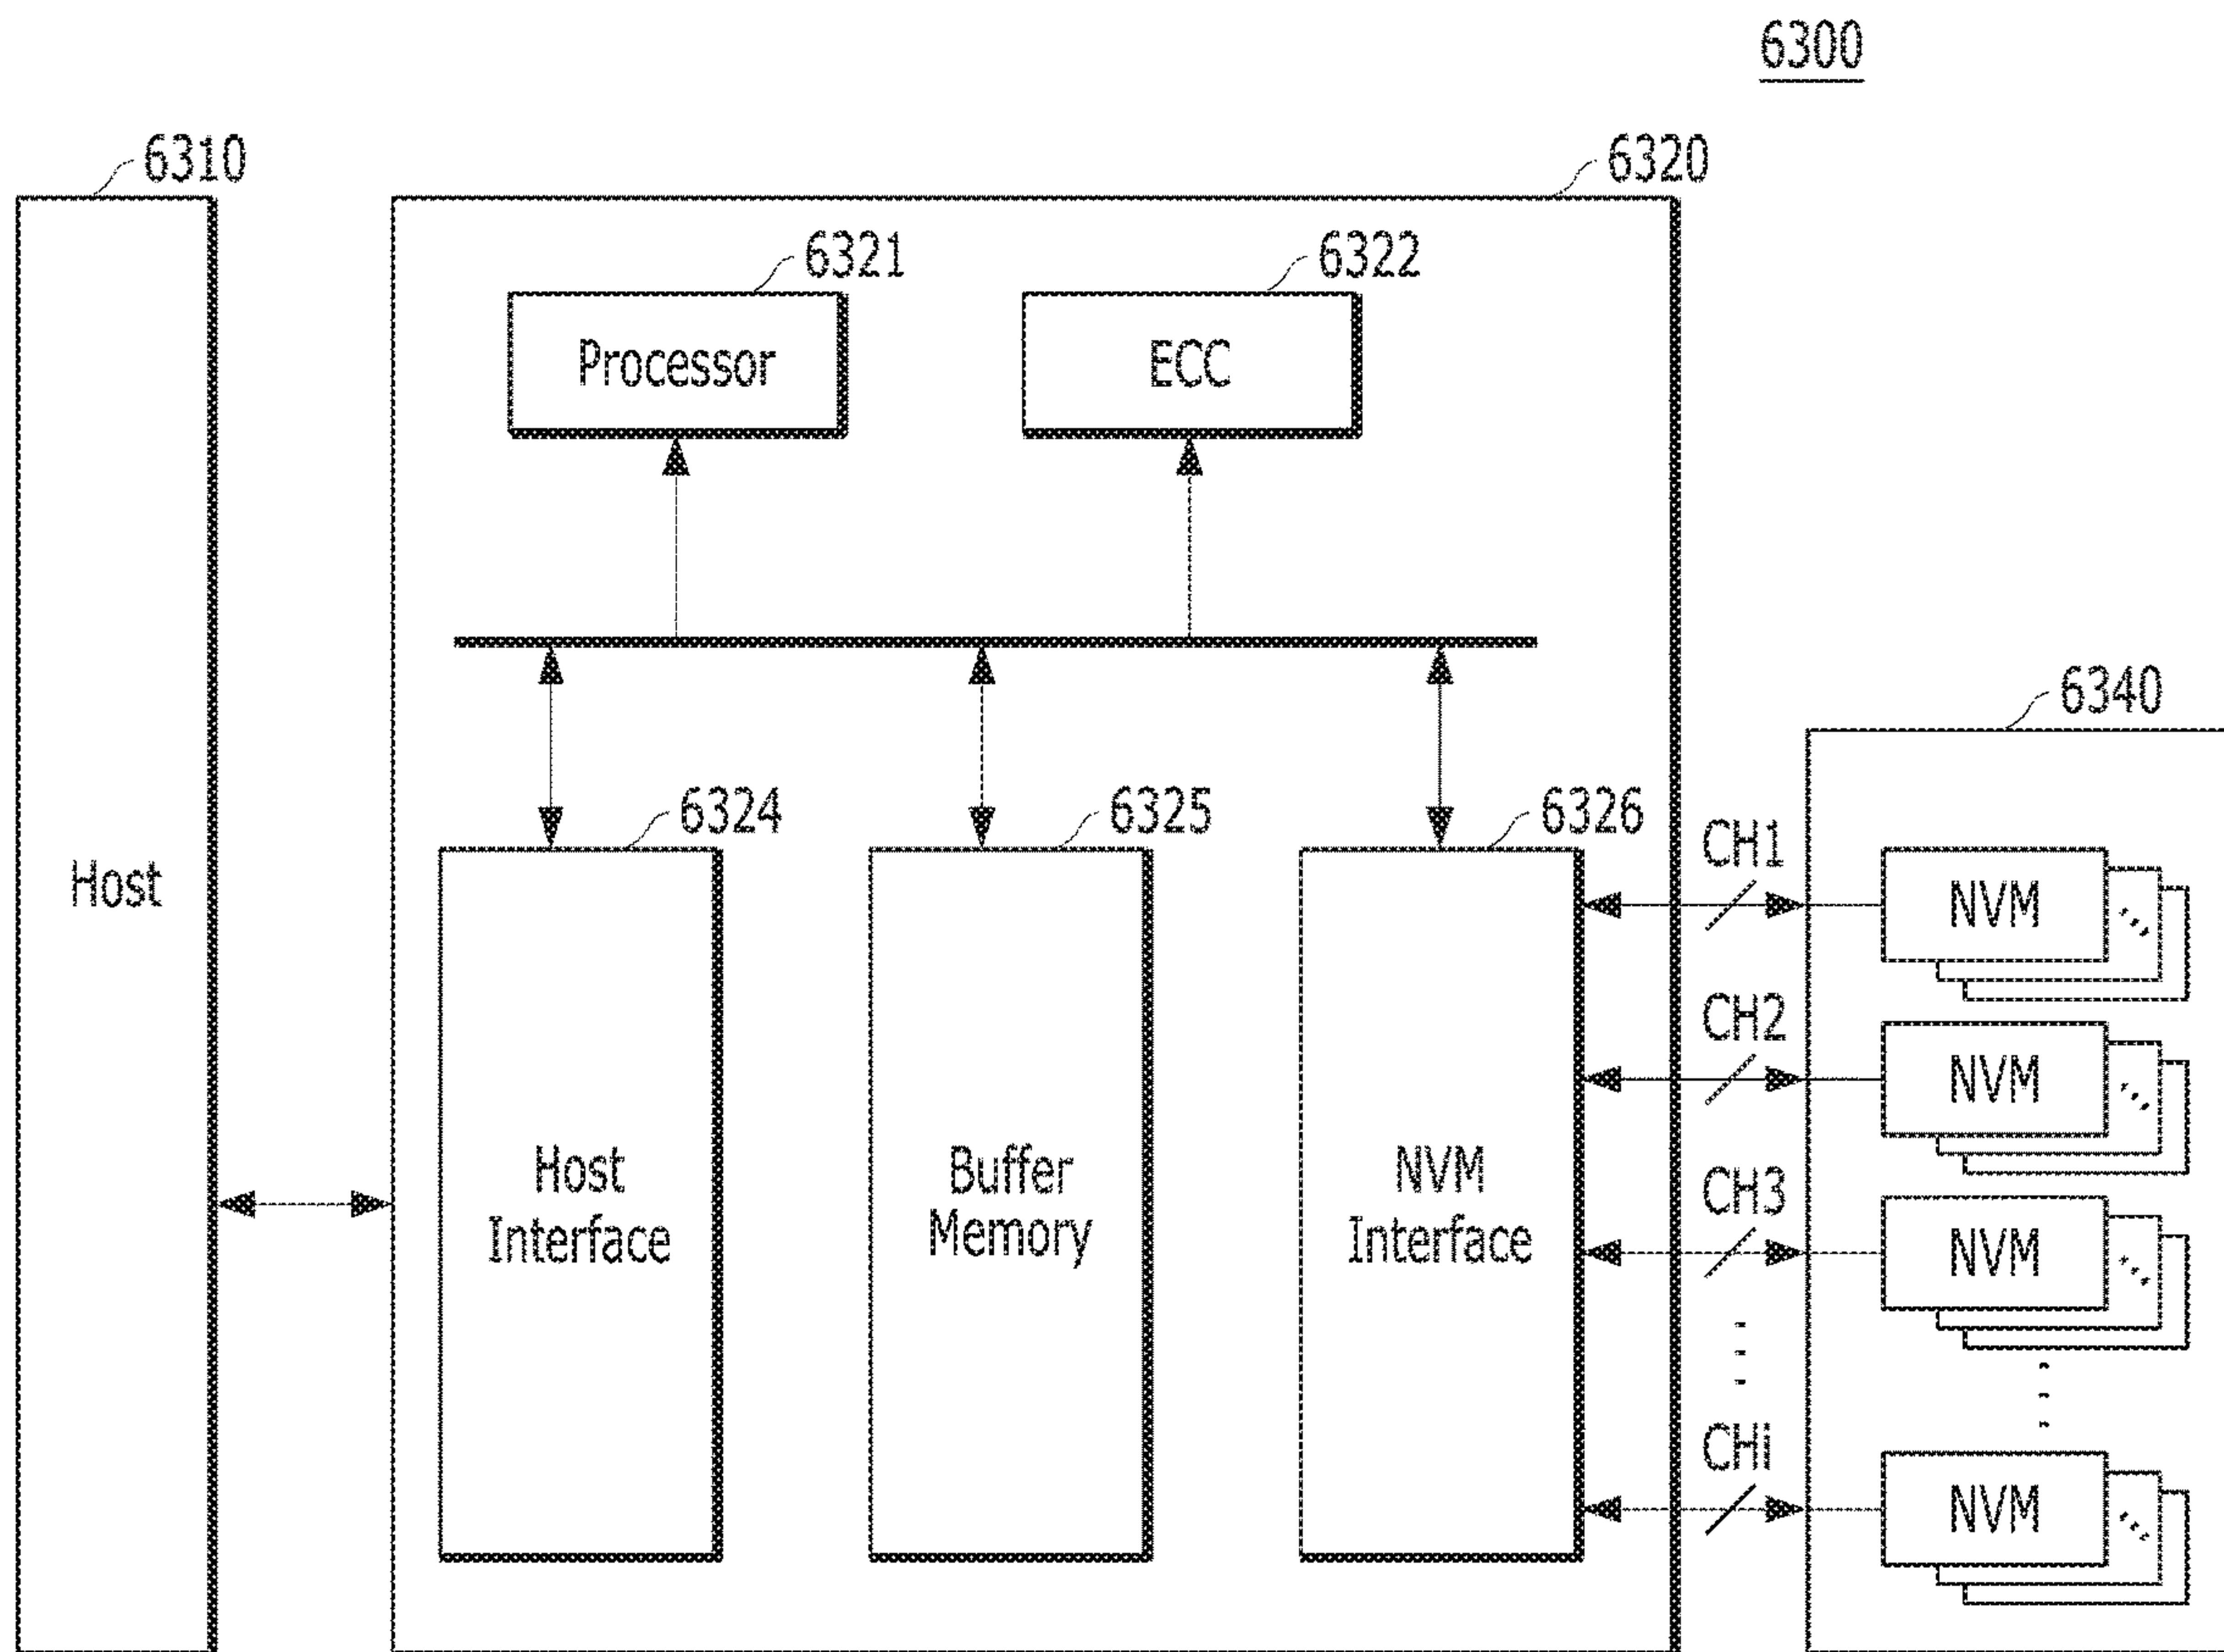 6300
6310
6320
6321
6322
Processor
ECC
6340
6324
6325
6326
CH1
Host
NVM
CH2
NVM
Host
Interface
Buffer
Memory
NVM
Interface
CH3
NVM
CHi
NVM